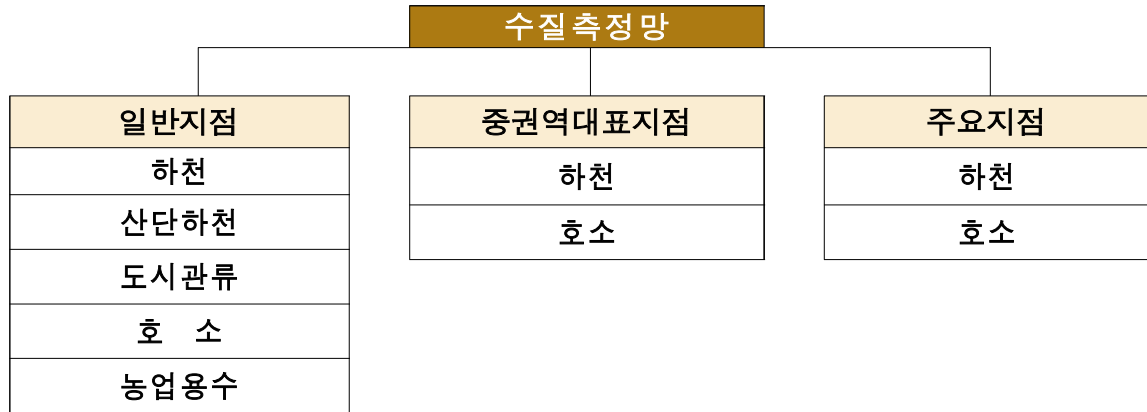 수질측정망
일반지점
하천
산단하천
도시관류
호 소
농업용수
중권역대표지점
하천
호소
주요지점
하천
호소